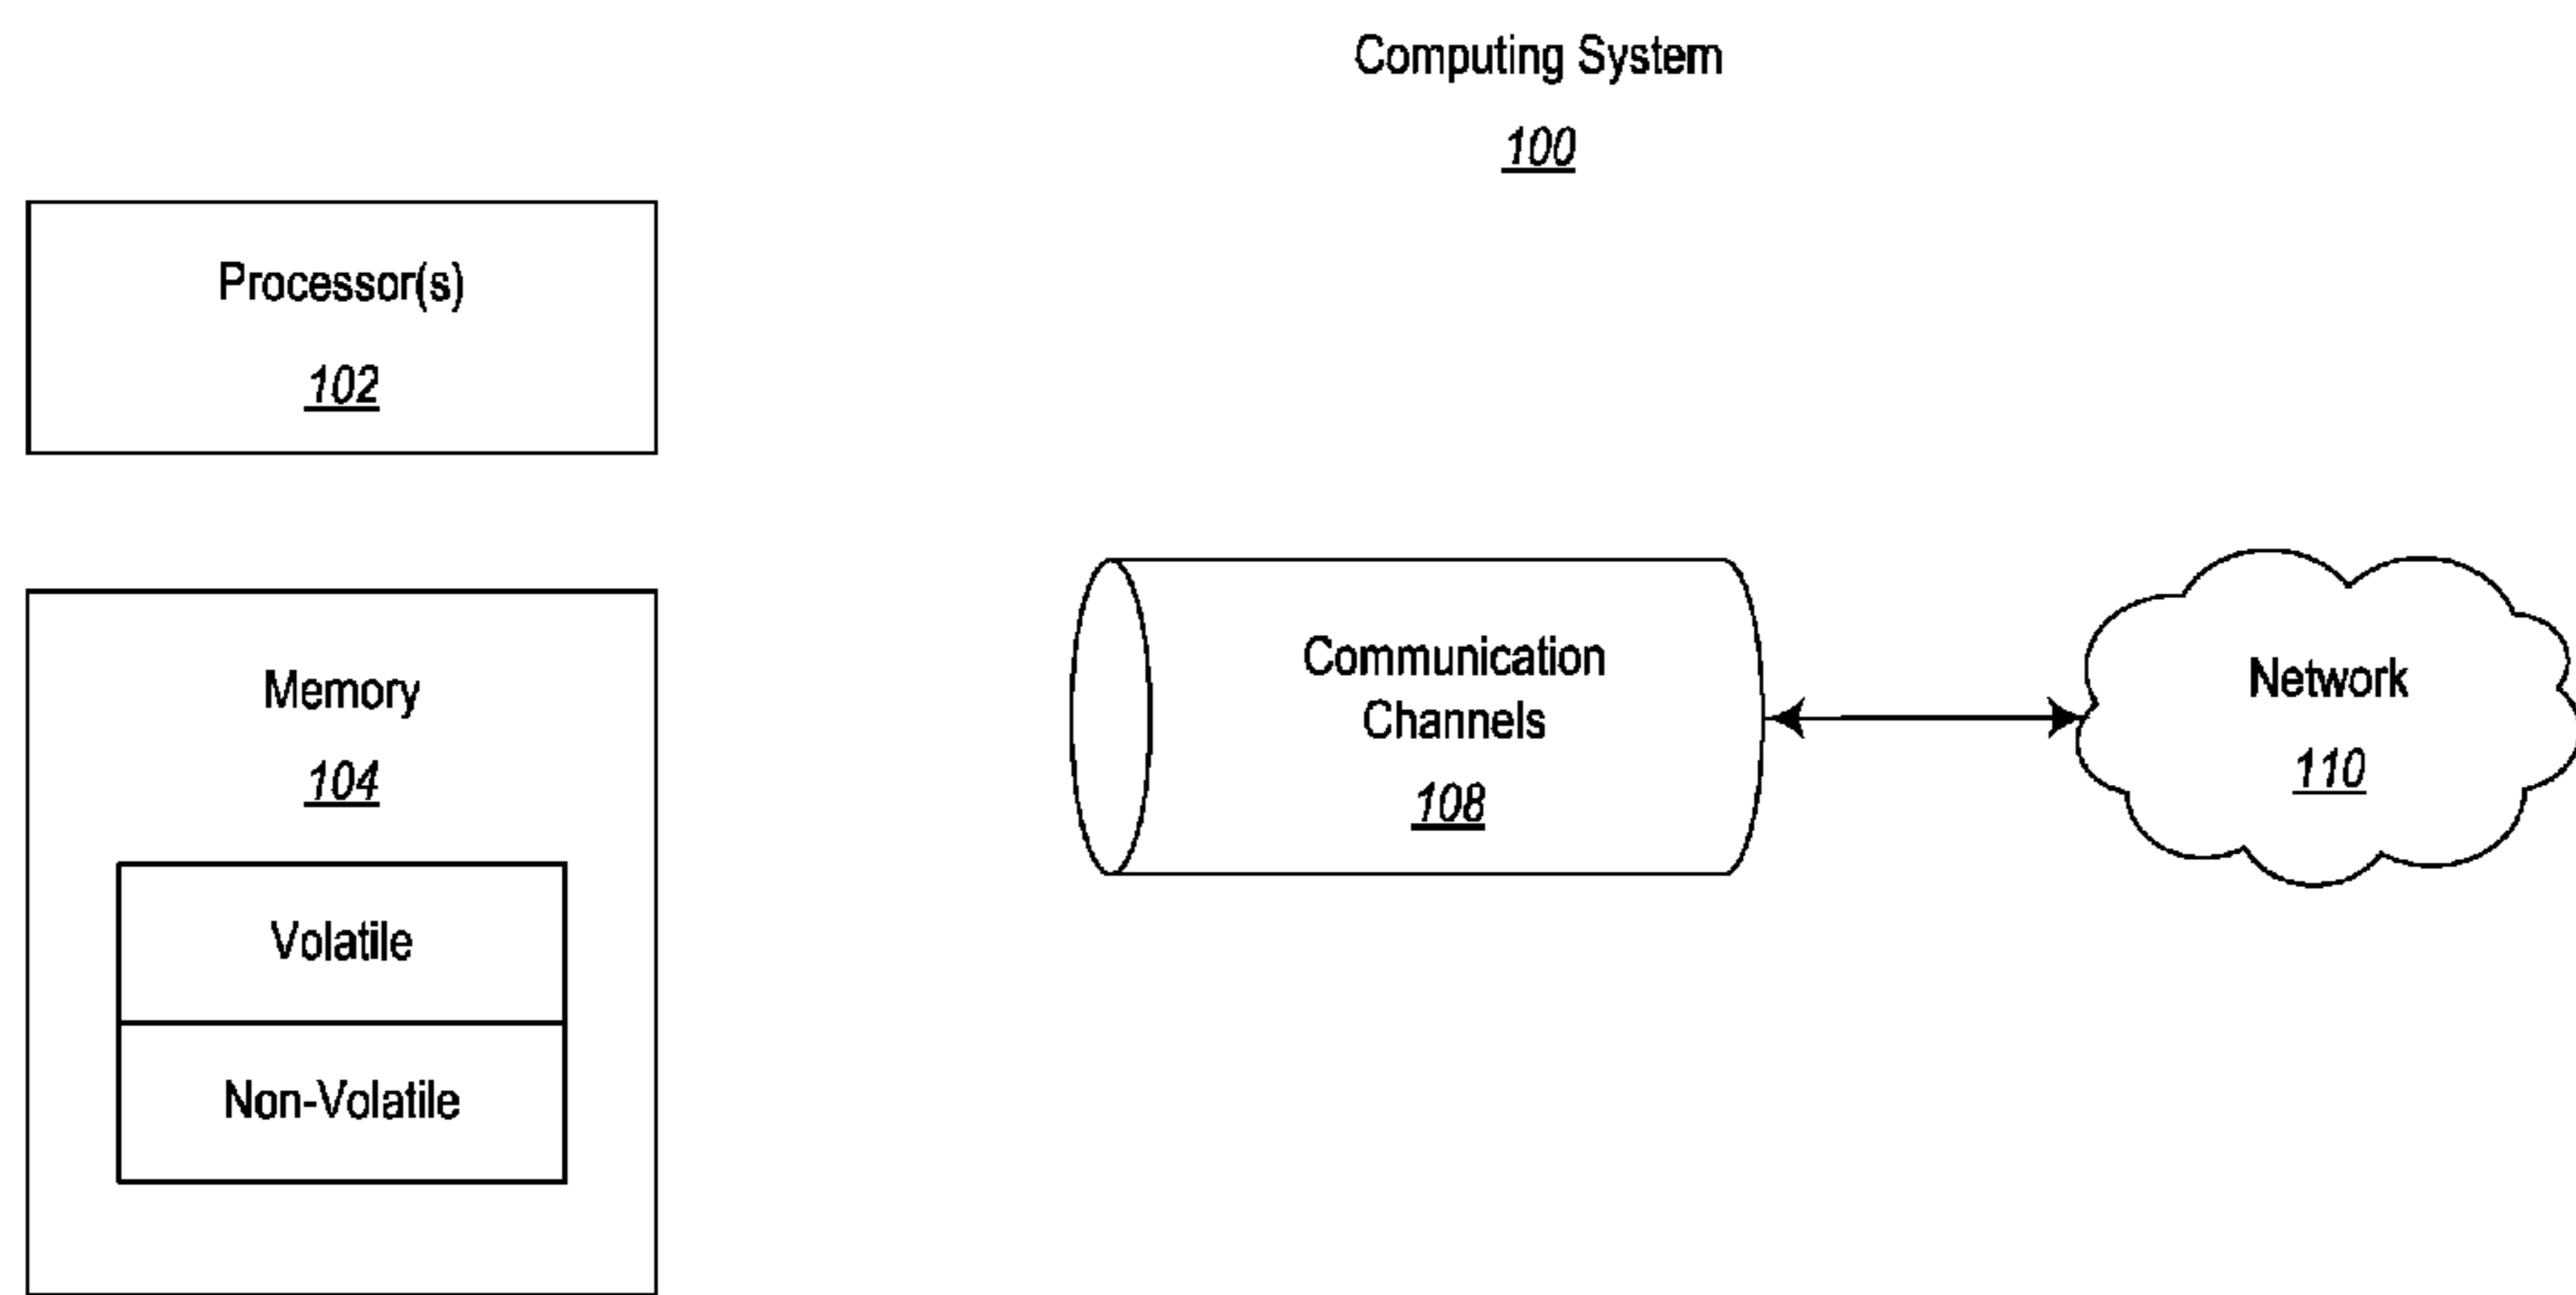 Computing System
100
Processor(s)
102
Memory
104
Volatile
Non-Volatile
Communication
Channels
108
Network
110